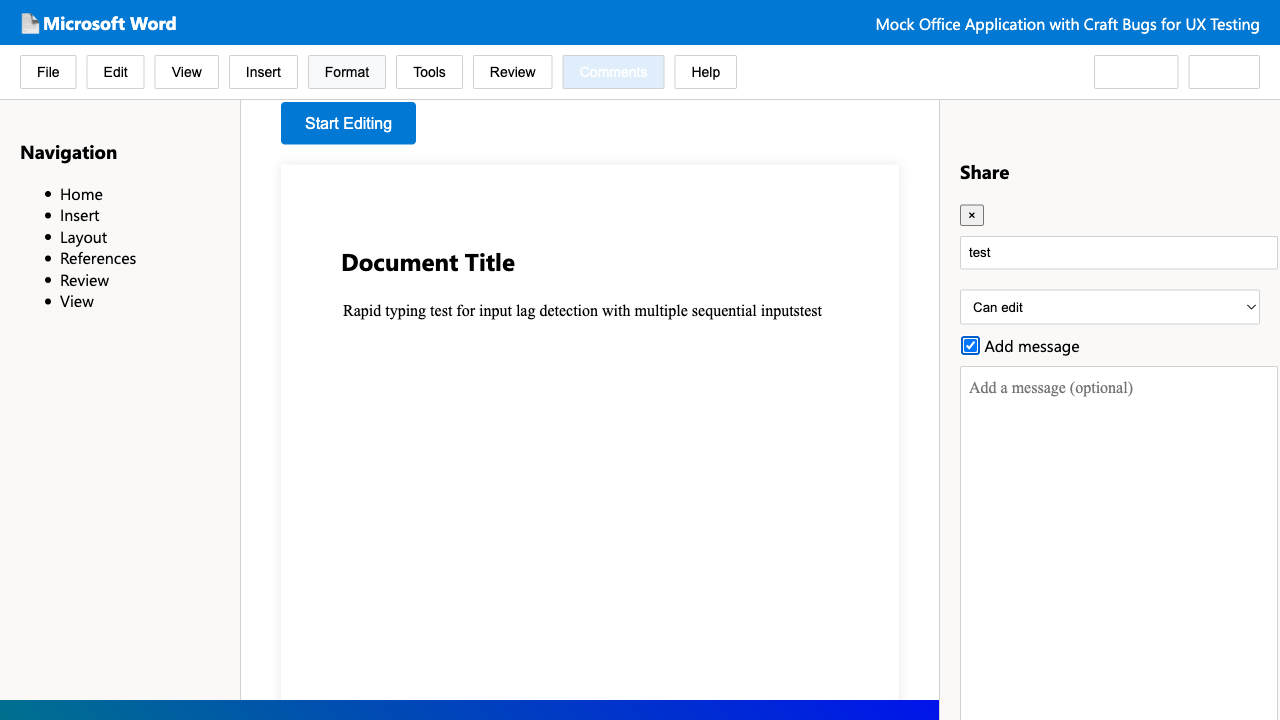 Microsoft Word
Mock Office Application with Craft Bugs for UX Testing
File
Edit
View
Insert
Format
Tools
Review
Comments
Help
Navigation
Home
Insert
Layout
References
Review
View
Start Editing
Document Title
Rapid typing test for input lag detection with multiple sequential inputstest
Share
×
test
Can edit
Add message
Add a message (optional)